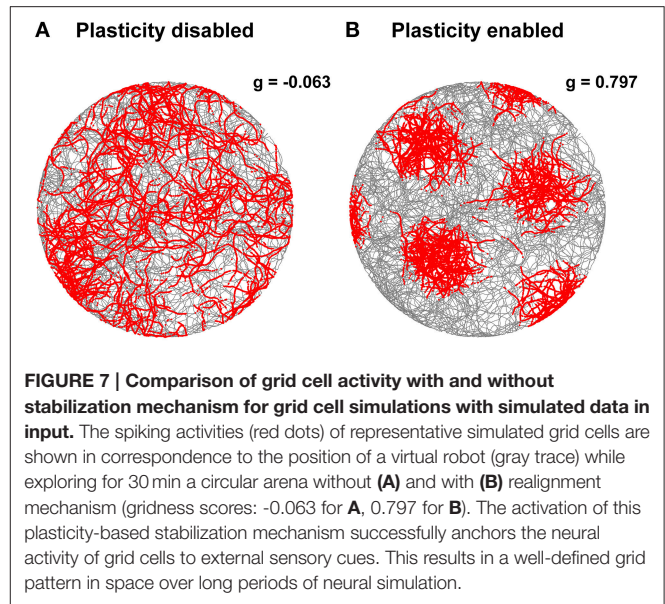 A Plasticity disabled
B Plasticity enabled
g = -0.063
g = 0.797
FIGURE 7 | Comparison of grid cell activity with and without
stabilization mechanism for grid cell simulations with simulated data in
input. The spiking activities (red dots) of representative simulated grid cells are
shown in correspondence to the position of a virtual robot (gray trace) while
exploring for 30 min a circular arena without (A) and with (B) realignment
mechanism (gridness scores: -0.063 for A, 0.797 for B). The activation of this
plasticity-based stabilization mechanism successfully anchors the neural
activity of grid cells to external sensory cues. This results in a well-defined grid
pattern in space over long periods of neural simulation.